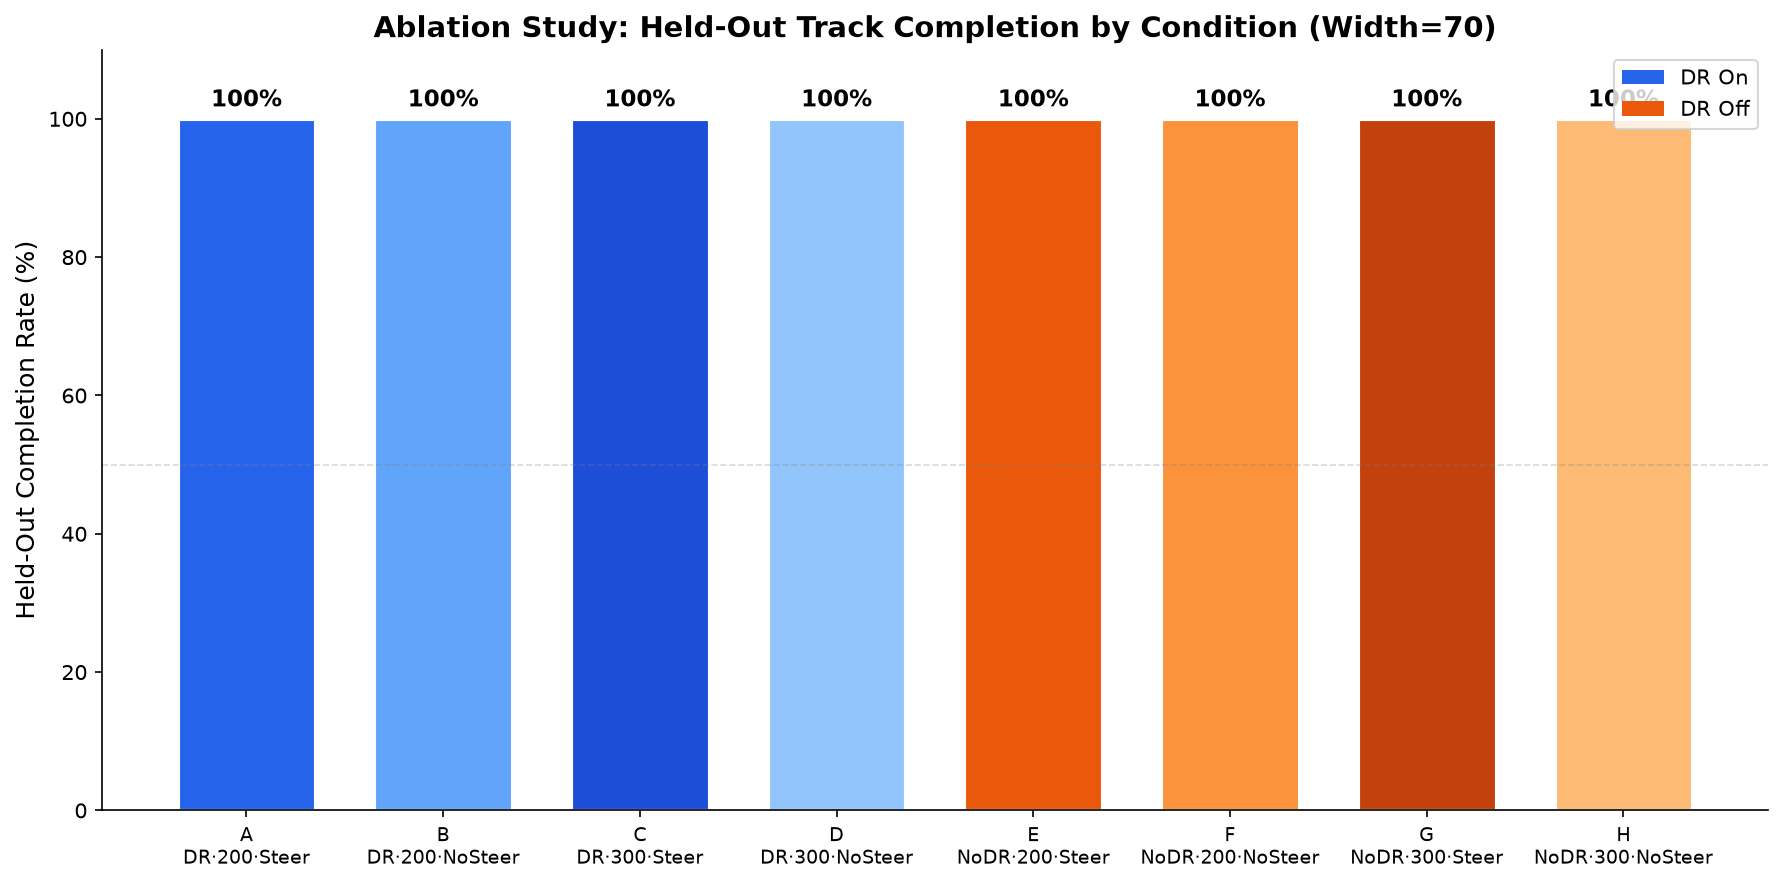 Ablation Study: Held-Out Track Completion by Condition (Width=70)
DR On
DR Off
100% 100% 100% 100% 100% 100% 100% 100%
Held-Out Completion Rate (%)
100
80
60
40
20
0
A B C D E F G H
DR·200·Steer DR·200·NoSteer DR·300·Steer DR·300·NoSteer NoDR·200·Steer NoDR·200·NoSteer NoDR·300·Steer NoDR·300·NoSteer